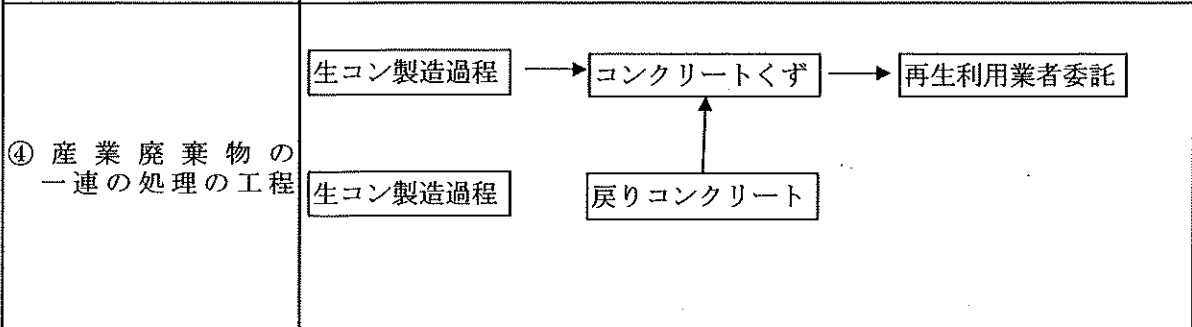 ④ 産業廃棄物の
一連の処理の工程
生コン製造過程
コンクリートくず
再生利用業者委託
生コン製造過程
戻りコンクリート